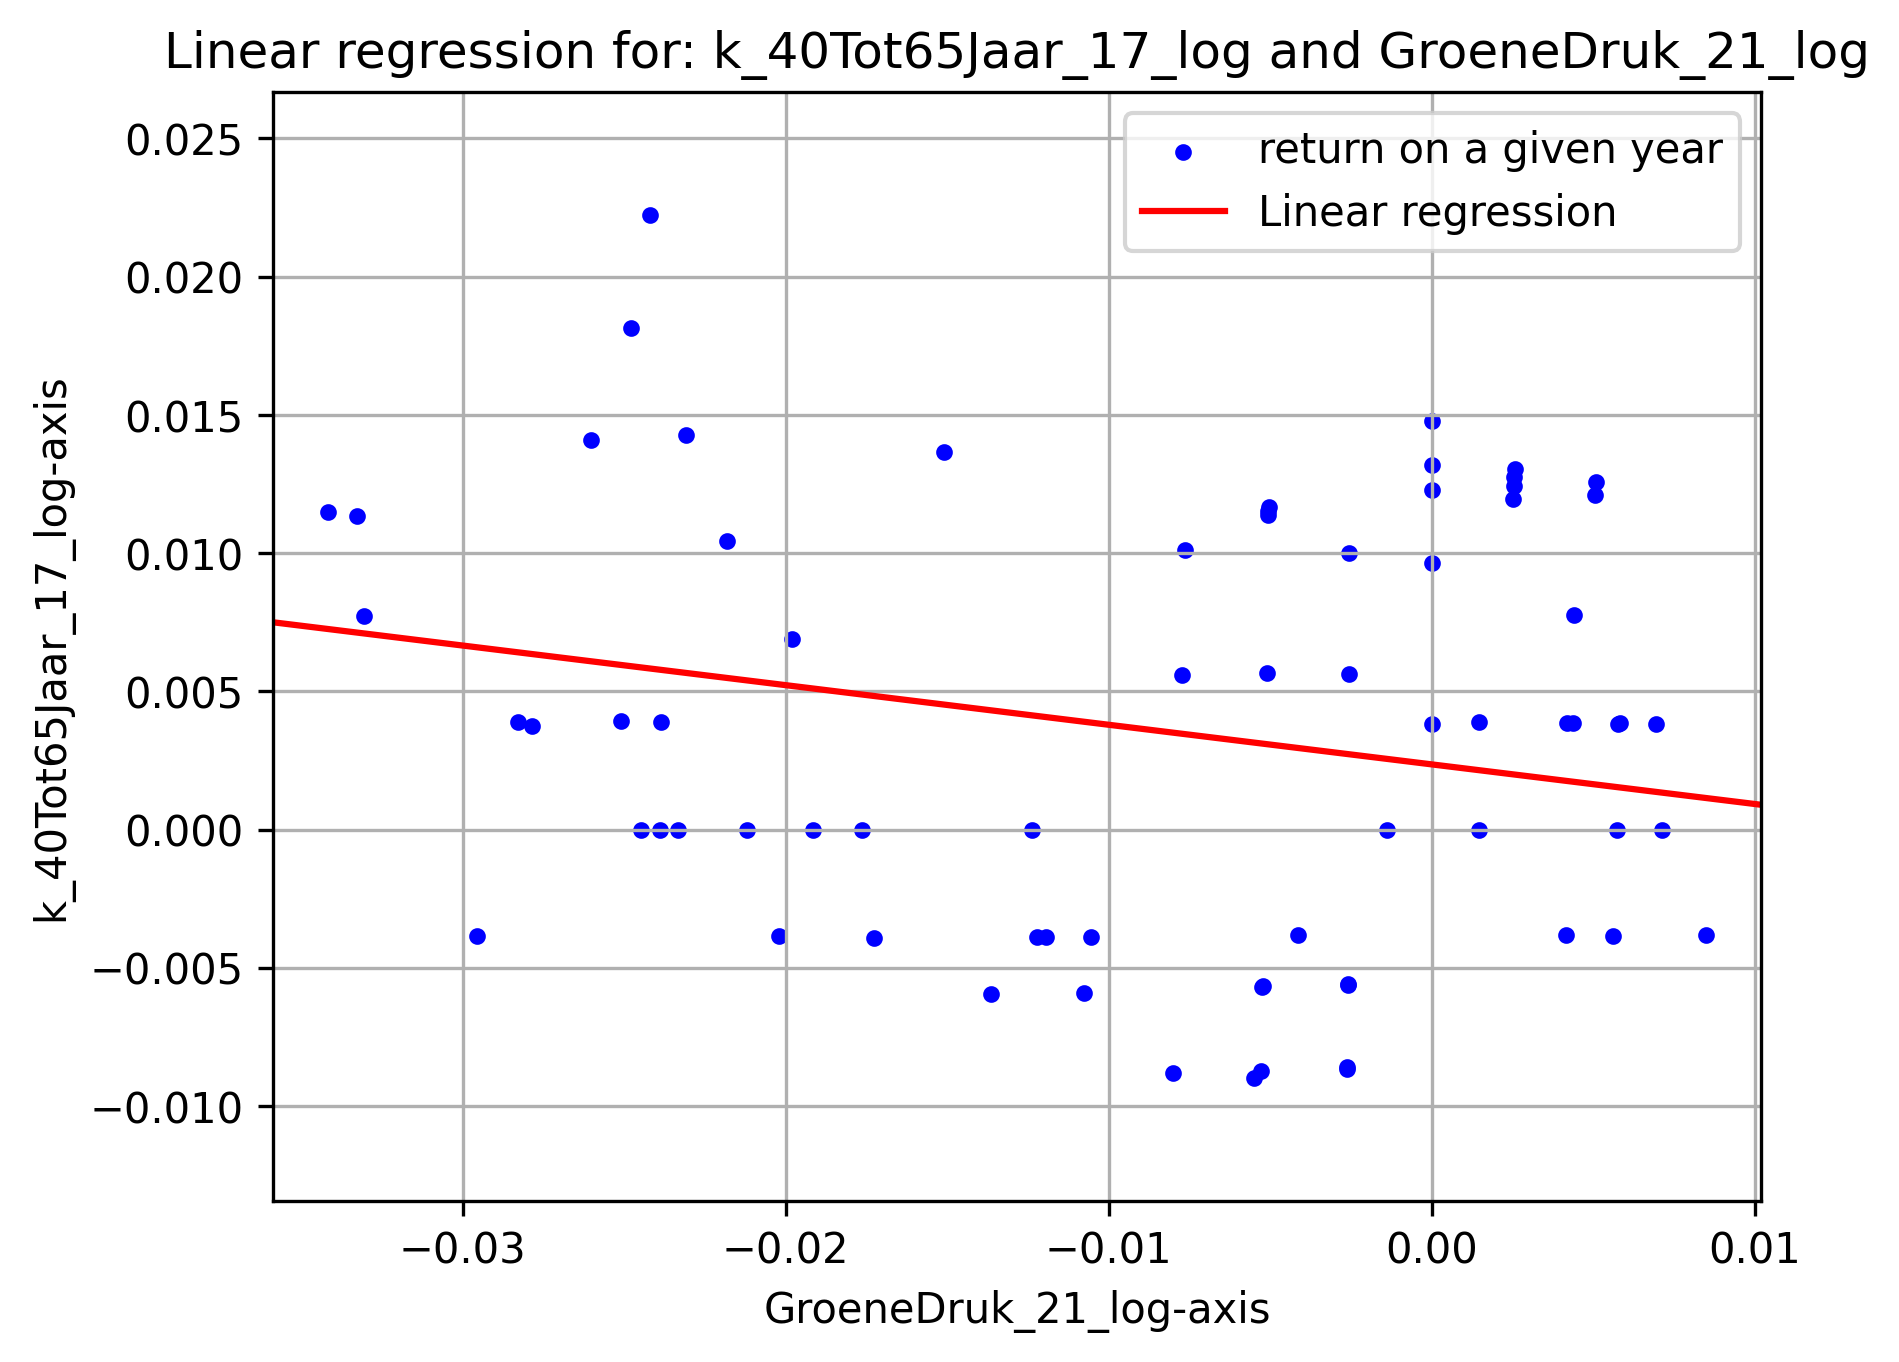 Linear regression for: k_40Tot65Jaar_17_log and GroeneDruk_21_log
return on a given year
Linear regression
k_40Tot65Jaar_17_log-axis
0.025
0.020
0.015
0.010
0.005
0.000
−0.005
−0.010
−0.03
−0.02
−0.01
0.00
0.01
GroeneDruk_21_log-axis